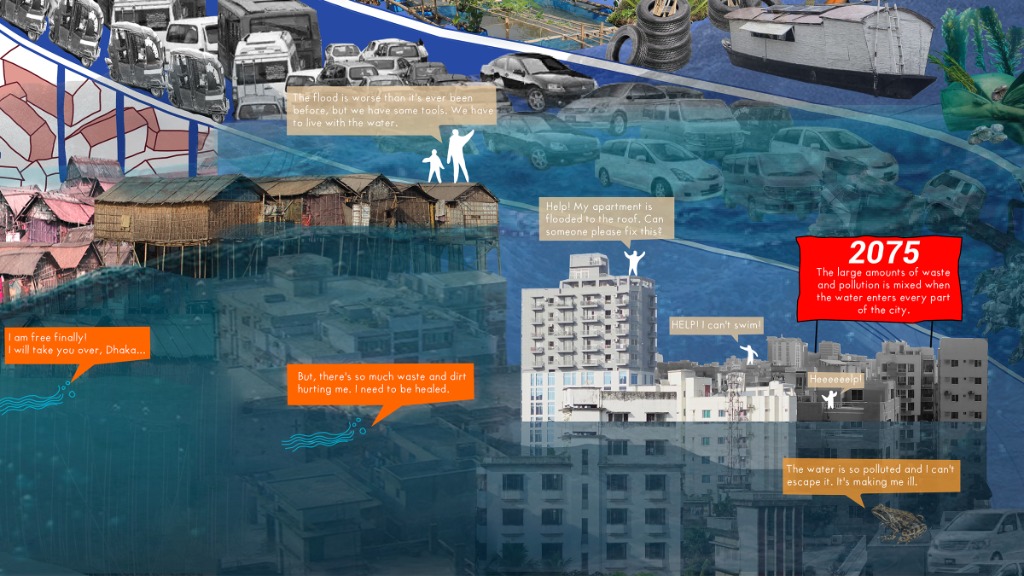 The flood is worse than it's ever been
before, but we have some tools. We have
to live with the water.
Help! My apartment is
flooded to the roof. Can
someone please fix this?
2075
The large amounts of waste
and pollution is mixed when
the water enters every part
of the city.
I am free finally!
I will take you over, Dhaka...
HELP! I can't swim!
But, there's so much waste and dirt
hurting me. I need to be healed.
Heeeeeelp!
The water is so polluted and I can't
escape it. It's making me ill.